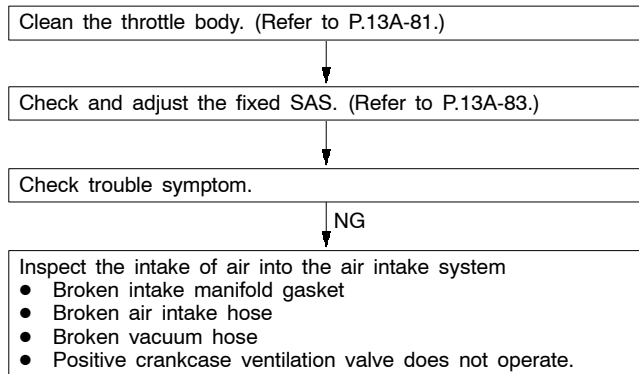 Clean the throttle body. (Refer to P.13A-81.)
Check and adjust the fixed SAS. (Refer to P.13A-83.)
Check trouble symptom.
NG
Inspect the intake of air into the air intake system
● Broken intake manifold gasket
● Broken air intake hose
● Broken vacuum hose
● Positive crankcase ventilation valve does not operate.